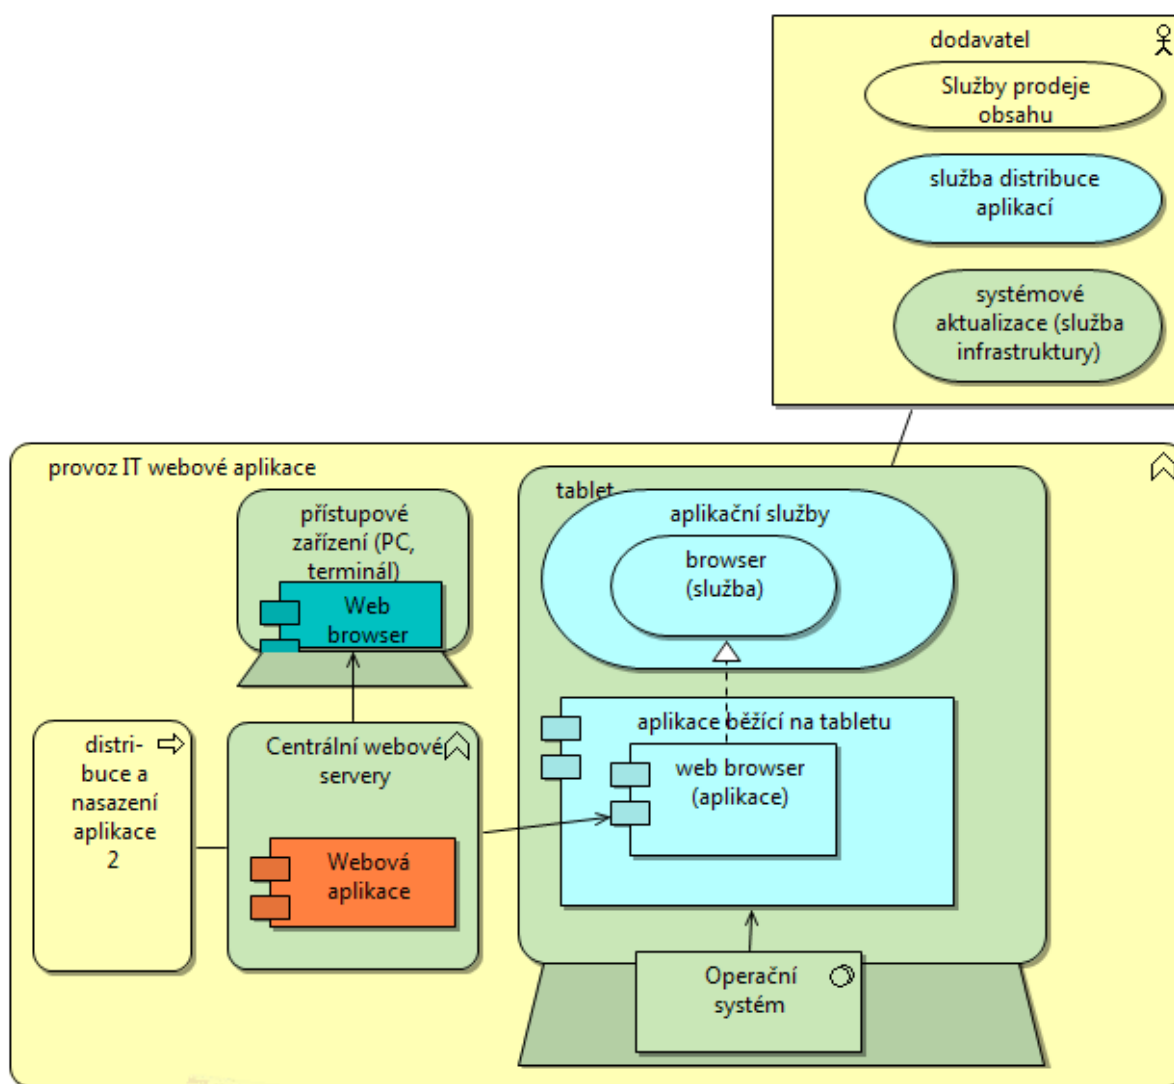 dodavatel
Služby prodeje
obsahu
služba distribuce
aplikací
systémové
aktualizace (služba
infrastruktury)
provoz IT webové aplikace
přístupové
zařízení (PC,
terminál)
Web
browser
tablet
aplikační služby
browser
(služba)
distri-
buce a
nasazení
aplikace
2
Centrální webové
servery
Webová
aplikace
aplikace běžící na tabletu
web browser
(aplikace)
Operační
systém